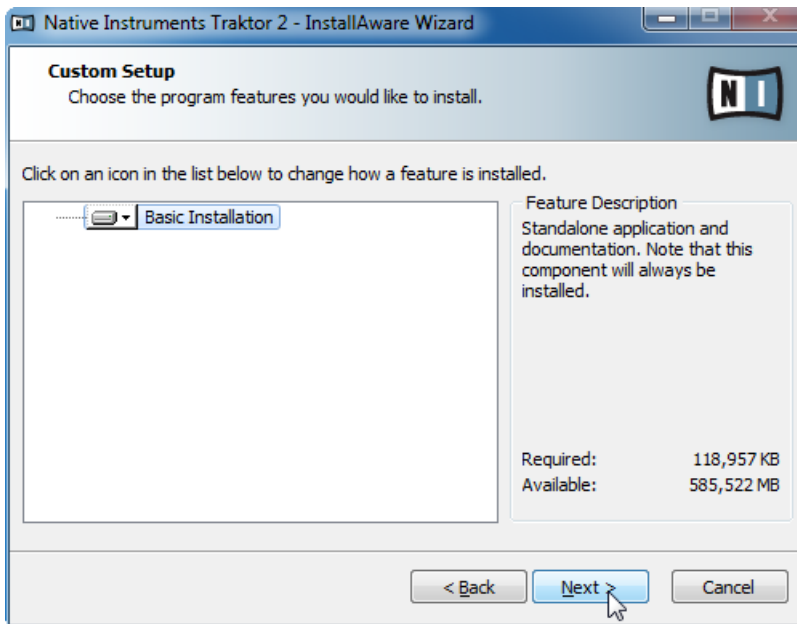 Native Instruments Traktor 2 - InstallAware Wizard
Custom Setup
Choose the program features you would like to install.
N I
Click on an icon in the list below to change how a feature is installed.
Basic Installation
Feature Description
Standalone application and
documentation. Note that this
component will always be
installed.
Required: 118,957 KB
Available: 585,522 MB
< Back Next > Cancel